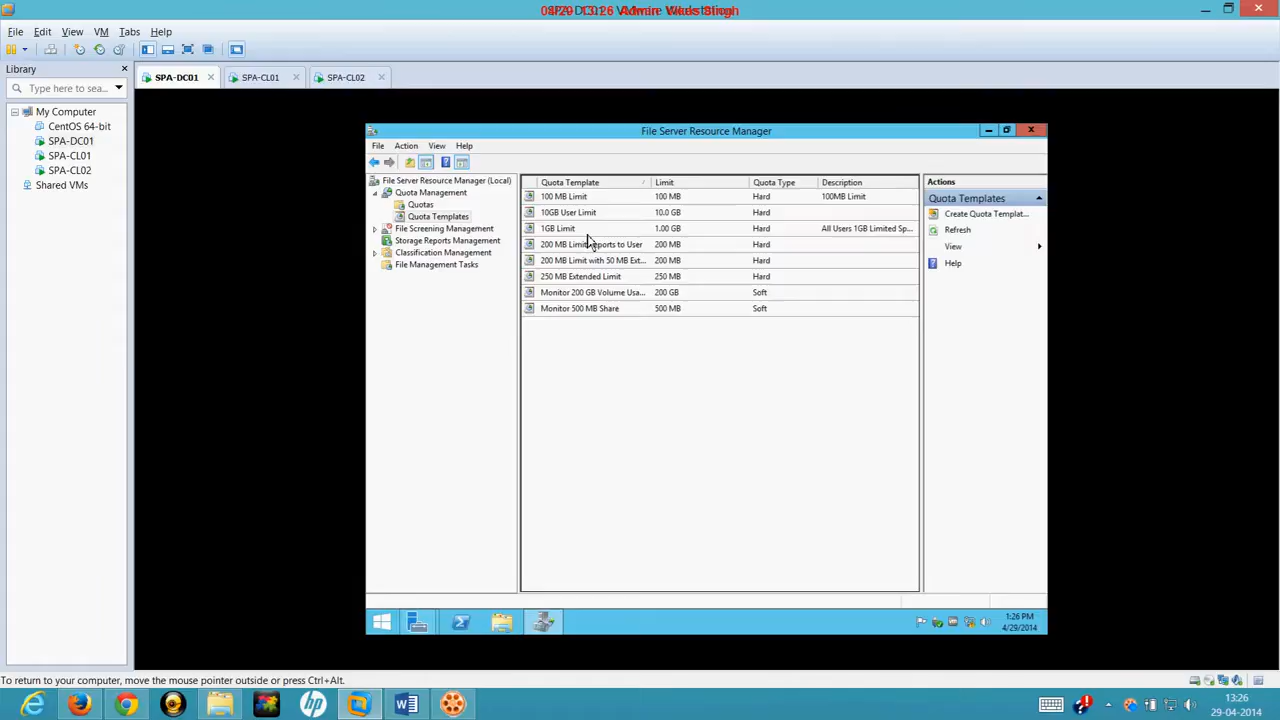 File Edit View VM Tabs Help
Library
Type here to sea...
SPA-DC01
SPA-CL01
SPA-CL02
My Computer
CentOS 64-bit
SPA-DC01
SPA-CL01
SPA-CL02
Shared VMs
File Server Resource Manager
File Action View Help
File Server Resource Manager (Local)
Quota Management
Quotas
Quota Templates
File Screening Management
Storage Reports Management
Classification Management
File Management Tasks
Quota Template Limit Quota Type Description
100 MB Limit 100 MB Hard 100MB Limit
10GB User Limit 10.0 GB Hard
1GB Limit 1.00 GB Hard All Users 1GB Limited Sp...
200 MB Limit Reports to User 200 MB Hard
200 MB Limit with 50 MB Ext... 200 MB Hard
250 MB Extended Limit 250 MB Hard
Monitor 200 GB Volume Usa... 200 GB Soft
Monitor 500 MB Share 500 MB Soft
Actions
Quota Templates
Create Quota Templat...
Refresh
View
Help
1:26 PM
4/29/2014
To return to your computer, move the mouse pointer outside or press Ctrl+Alt.
13:26
29-04-2014